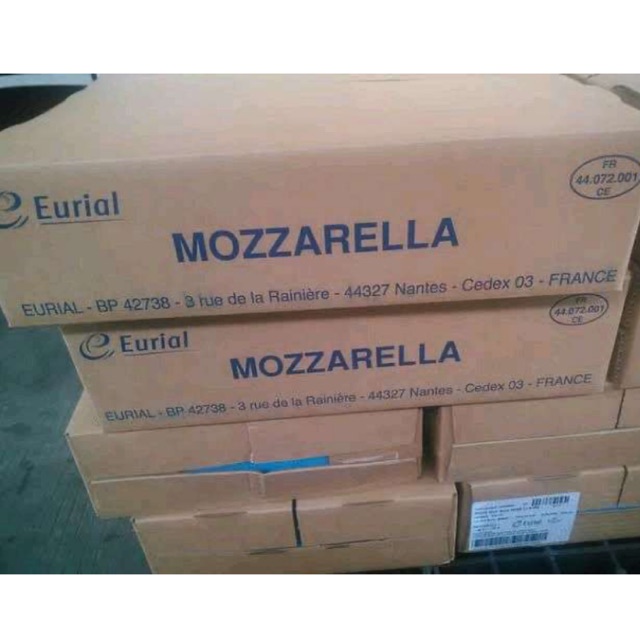 Eurial
FR
44.072.001
CE
MOZZARELLA
EURIAL - BP 42738 - 3 rue de la Rainière - 44327 Nantes - Cedex 03 - FRANCE
Eurial
FR
44.072.001
CE
MOZZARELLA
EURIAL - BP 42738 - 3 rue de la Rainière - 44327 Nantes - Cedex 03 - FRANCE
Eurial